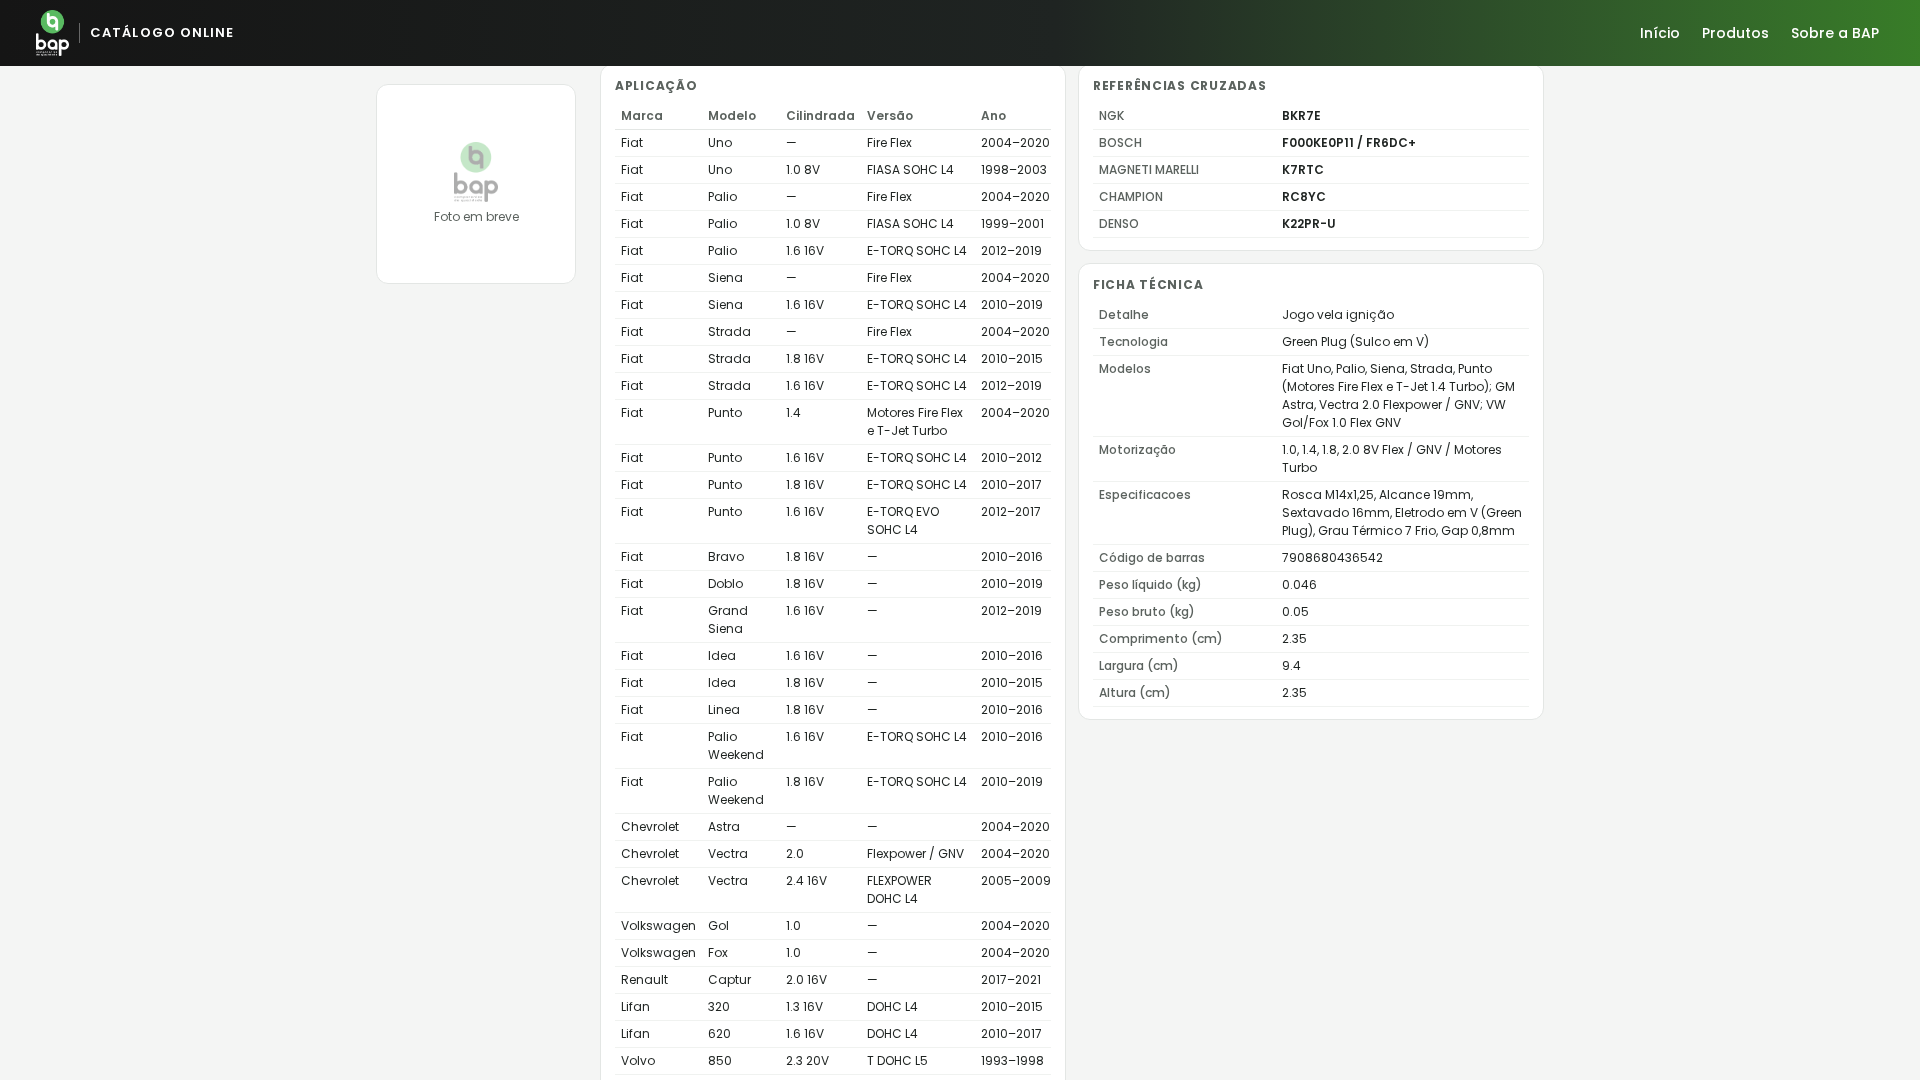 bap
CATÁLOGO ONLINE
Início
Produtos
Sobre a BAP
bap
Foto em breve
APLICAÇÃO
Marca Modelo Cilindrada Versão Ano
Fiat Uno — Fire Flex 2004–2020
Fiat Uno 1.0 8V FIASA SOHC L4 1998–2003
Fiat Palio — Fire Flex 2004–2020
Fiat Palio 1.0 8V FIASA SOHC L4 1999–2001
Fiat Palio 1.6 16V E-TORQ SOHC L4 2012–2019
Fiat Siena — Fire Flex 2004–2020
Fiat Siena 1.6 16V E-TORQ SOHC L4 2010–2019
Fiat Strada — Fire Flex 2004–2020
Fiat Strada 1.8 16V E-TORQ SOHC L4 2010–2015
Fiat Strada 1.6 16V E-TORQ SOHC L4 2012–2019
Fiat Punto 1.4 Motores Fire Flex 2004–2020
e T-Jet Turbo
Fiat Punto 1.6 16V E-TORQ SOHC L4 2010–2012
Fiat Punto 1.8 16V E-TORQ SOHC L4 2010–2017
Fiat Punto 1.6 16V E-TORQ EVO 2012–2017
SOHC L4
Fiat Bravo 1.8 16V — 2010–2016
Fiat Doblo 1.8 16V — 2010–2019
Fiat Grand 1.6 16V — 2012–2019
Siena
Fiat Idea 1.6 16V — 2010–2016
Fiat Idea 1.8 16V — 2010–2015
Fiat Linea 1.8 16V — 2010–2016
Fiat Palio 1.6 16V E-TORQ SOHC L4 2010–2016
Weekend
Fiat Palio 1.8 16V E-TORQ SOHC L4 2010–2019
Weekend
Chevrolet Astra — — 2004–2020
Chevrolet Vectra 2.0 Flexpower / GNV 2004–2020
Chevrolet Vectra 2.4 16V FLEXPOWER 2005–2009
DOHC L4
Volkswagen Gol 1.0 — 2004–2020
Volkswagen Fox 1.0 — 2004–2020
Renault Captur 2.0 16V — 2017–2021
Lifan 320 1.3 16V DOHC L4 2010–2015
Lifan 620 1.6 16V DOHC L4 2010–2017
Volvo 850 2.3 20V T DOHC L5 1993–1998
REFERÊNCIAS CRUZADAS
NGK BKR7E
BOSCH F000KE0P11 / FR6DC+
MAGNETI MARELLI K7RTC
CHAMPION RC8YC
DENSO K22PR-U
FICHA TÉCNICA
Detalhe Jogo vela ignição
Tecnologia Green Plug (Sulco em V)
Modelos Fiat Uno, Palio, Siena, Strada, Punto
(Motores Fire Flex e T-Jet 1.4 Turbo); GM
Astra, Vectra 2.0 Flexpower / GNV; VW
Gol/Fox 1.0 Flex GNV
Motorização 1.0, 1.4, 1.8, 2.0 8V Flex / GNV / Motores
Turbo
Especificacoes Rosca M14x1,25, Alcance 19mm,
Sextavado 16mm, Eletrodo em V (Green
Plug), Grau Térmico 7 Frio, Gap 0,8mm
Código de barras 7908680436542
Peso líquido (kg) 0.046
Peso bruto (kg) 0.05
Comprimento (cm) 2.35
Largura (cm) 9.4
Altura (cm) 2.35